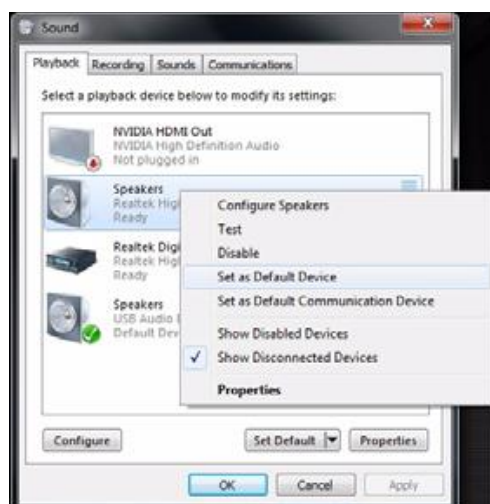 Sound
Playback Recording Sounds Communications
Select a playback device below to modify its settings:
NVIDIA HDMI Out
NVIDIA High Definition Audio
Not plugged in
Speakers
Realtek High
Ready
Realtek Digi
Realtek High
Ready
Speakers
USB Audio
Default Dev
Configure Speakers
Test
Disable
Set as Default Device
Set as Default Communication Device
Show Disabled Devices
Show Disconnected Devices
Properties
Configure Set Default Properties
OK Cancel Apply